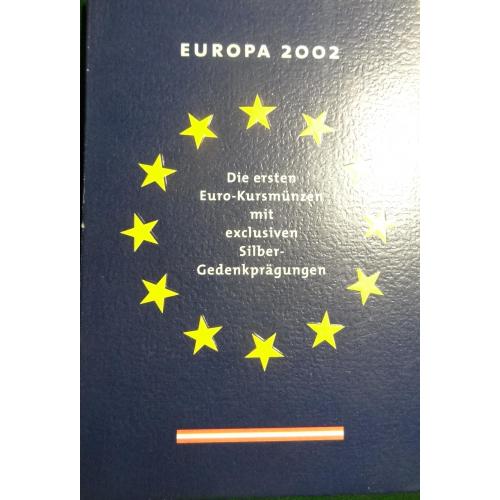 EUROPA 2002
Die ersten
Euro-Kursmünzen
mit
exclusiven
Silber-
Gedenkprägungen